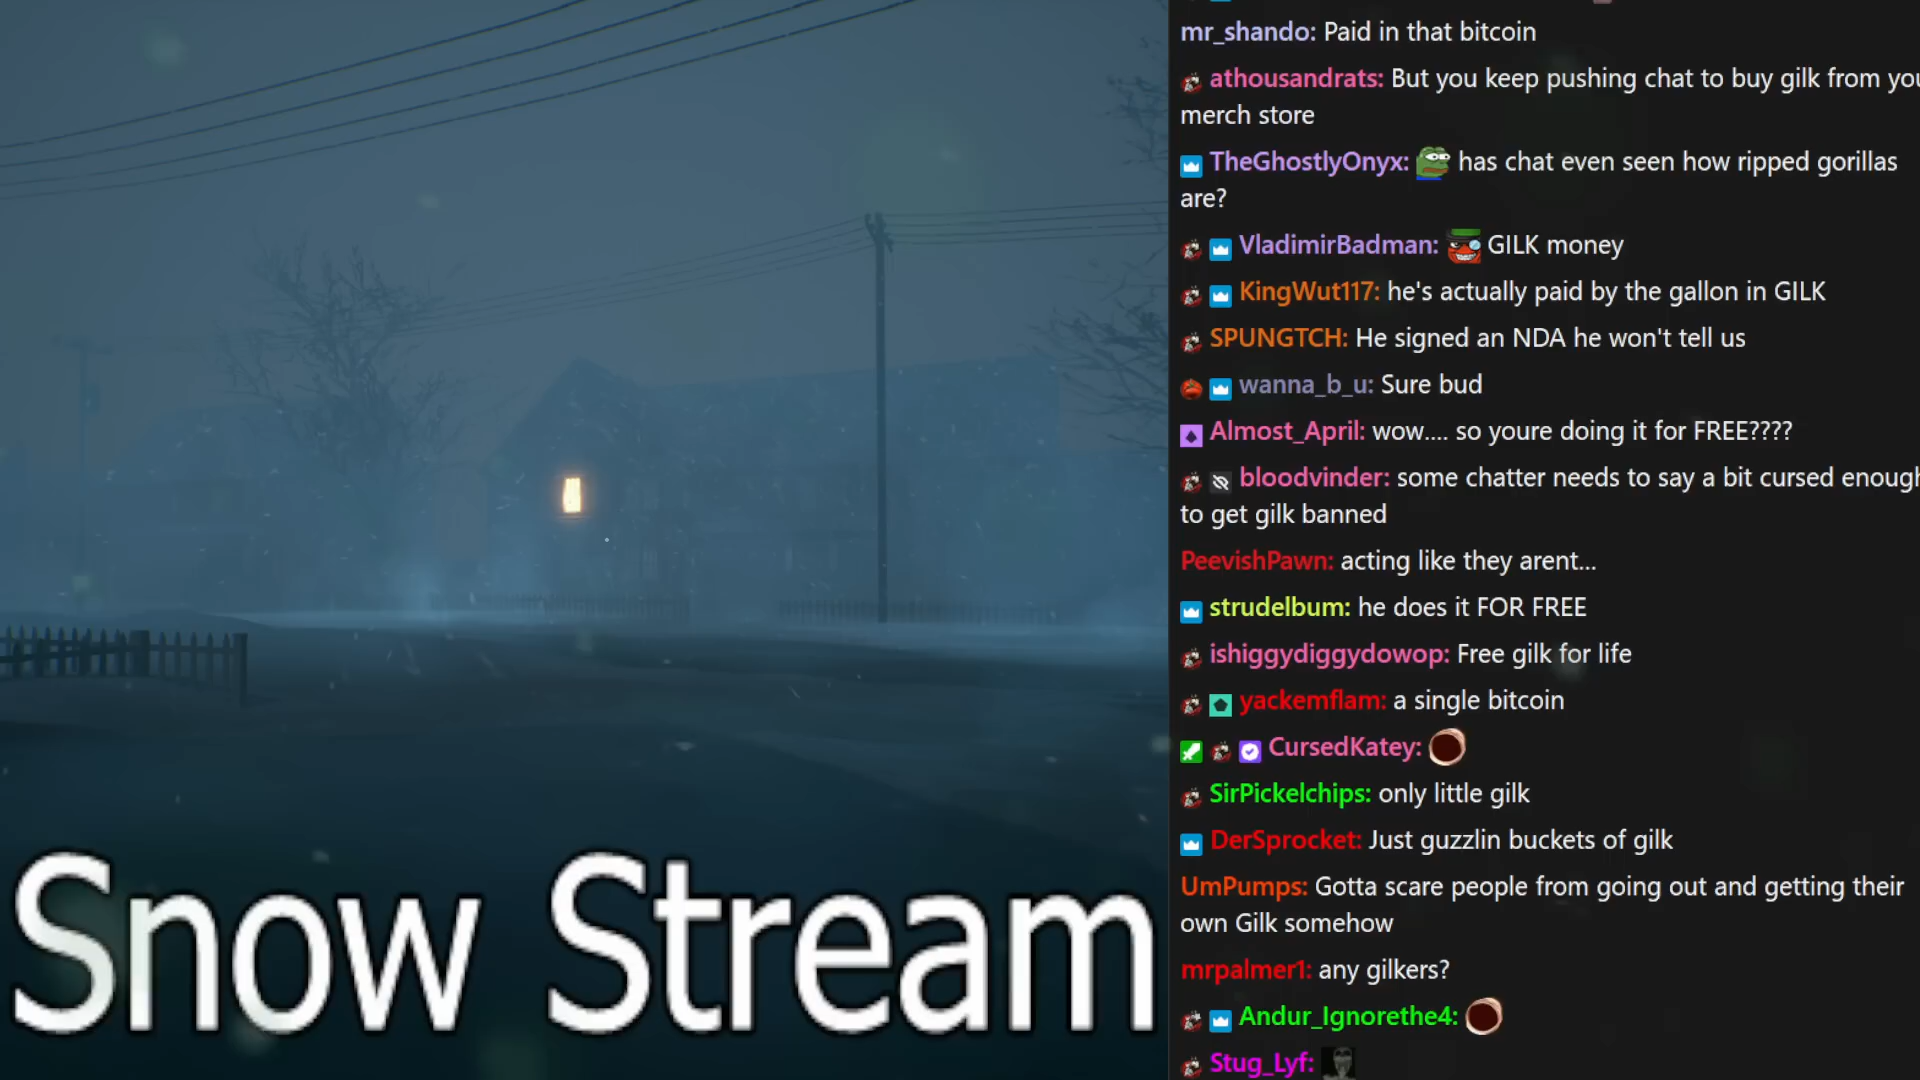 mr_shando: Paid in that bitcoin
athousandrats: But you keep pushing chat to buy gilk from
merch store
TheGhostlyOnyx: has chat even seen how ripped gorillas
are?
VladimirBadman: GILK money
KingWut117: he's actually paid by the gallon in GILK
SPUNGTCH: He signed an NDA he won't tell us
wanna_b_u: Sure bud
Almost_April: wow.... so youre doing it for FREE????
bloodvinder: some chatter needs to say a bit cursed enough
to get gilk banned
PeevishPawn: acting like they arent...
strudelbum: he does it FOR FREE
ishiggydiggydowop: Free gilk for life
yackemflam: a single bitcoin
CursedKatey:
SirPickelchips: only little gilk
DerSprocket: Just guzzlin buckets of gilk
UmPumps: Gotta scare people from going out and getting their
own Gilk somehow
mrpalmer1: any gilkers?
Andur_Ignorethe4:
Stug_Lyf:
Snow Stream